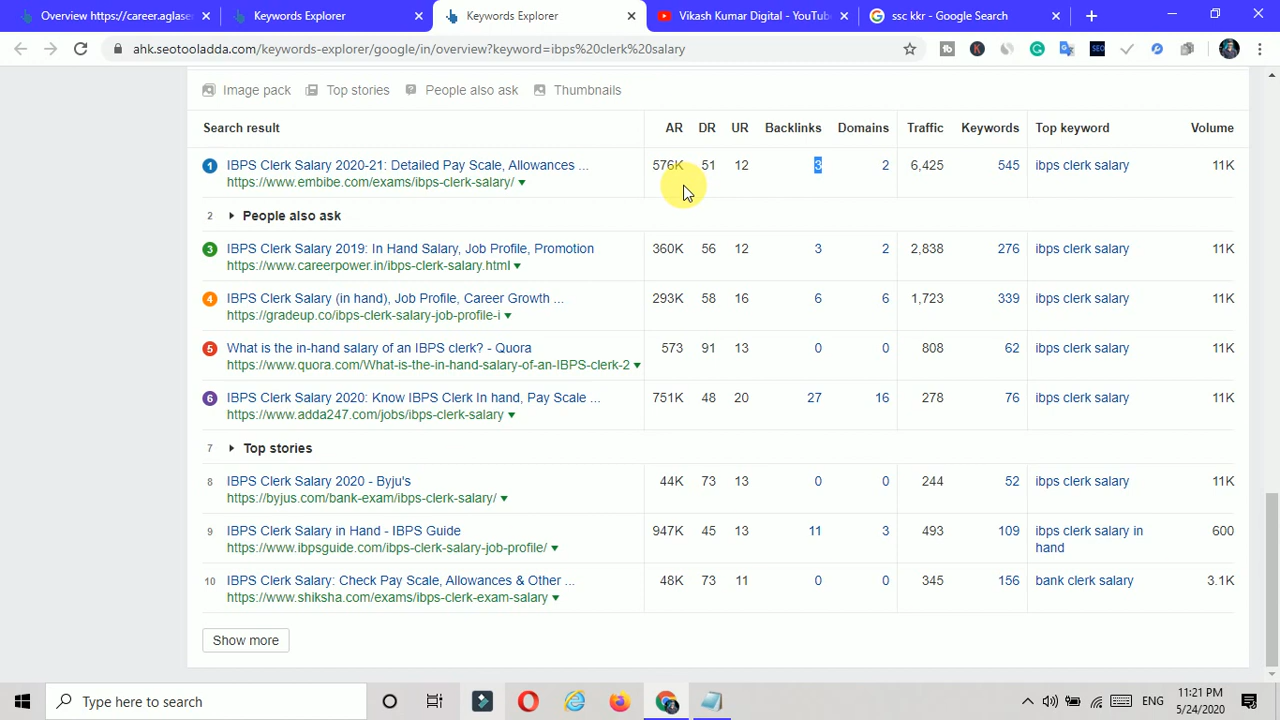 Overview https://career.aglase
Keywords Explorer
Keywords Explorer
Vikash Kumar Digital - YouTub
ssc kkr - Google Search
ahk.seotooladda.com/keywords-explorer/google/in/overview?keyword=ibps%20clerk%20salary
Image pack Top stories People also ask Thumbnails
Search result AR DR UR Backlinks Domains Traffic Keywords Top keyword Volume
1 IBPS Clerk Salary 2020-21: Detailed Pay Scale, Allowances ... 576K 51 12 3 2 6,425 545 ibps clerk salary 11K
https://www.embibe.com/exams/ibps-clerk-salary/
2 People also ask
3 IBPS Clerk Salary 2019: In Hand Salary, Job Profile, Promotion 360K 56 12 3 2 2,838 276 ibps clerk salary 11K
https://www.careerpower.in/ibps-clerk-salary.html
4 IBPS Clerk Salary (in hand), Job Profile, Career Growth ... 293K 58 16 6 6 1,723 339 ibps clerk salary 11K
https://gradeup.co/ibps-clerk-salary-job-profile-i
5 What is the in-hand salary of an IBPS clerk? - Quora 573 91 13 0 0 808 62 ibps clerk salary 11K
https://www.quora.com/What-is-the-in-hand-salary-of-an-IBPS-clerk-2
6 IBPS Clerk Salary 2020: Know IBPS Clerk In hand, Pay Scale ... 751K 48 20 27 16 278 76 ibps clerk salary 11K
https://www.adda247.com/jobs/ibps-clerk-salary
7 Top stories
8 IBPS Clerk Salary 2020 - Byju's 44K 73 13 0 0 244 52 ibps clerk salary 11K
https://byjus.com/bank-exam/ibps-clerk-salary/
9 IBPS Clerk Salary in Hand - IBPS Guide 947K 45 13 11 3 493 109 ibps clerk salary in 600
https://www.ibpsguide.com/ibps-clerk-salary-job-profile/ hand
10 IBPS Clerk Salary: Check Pay Scale, Allowances & Other ... 48K 73 11 0 0 345 156 bank clerk salary 3.1K
https://www.shiksha.com/exams/ibps-clerk-exam-salary
Show more
Type here to search
ENG
11:21 PM
5/24/2020